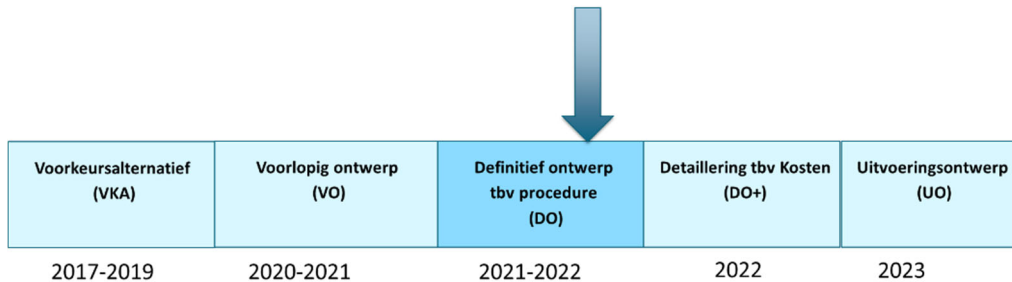 Voorkeursalternatief
(VKA)
Voorlopig ontwerp
(VO)
Definitief ontwerp
tbv procedure
(DO)
Detaillering tbv Kosten
(DO+)
Uitvoeringsontwerp
(UO)
2017-2019
2020-2021
2021-2022
2022
2023